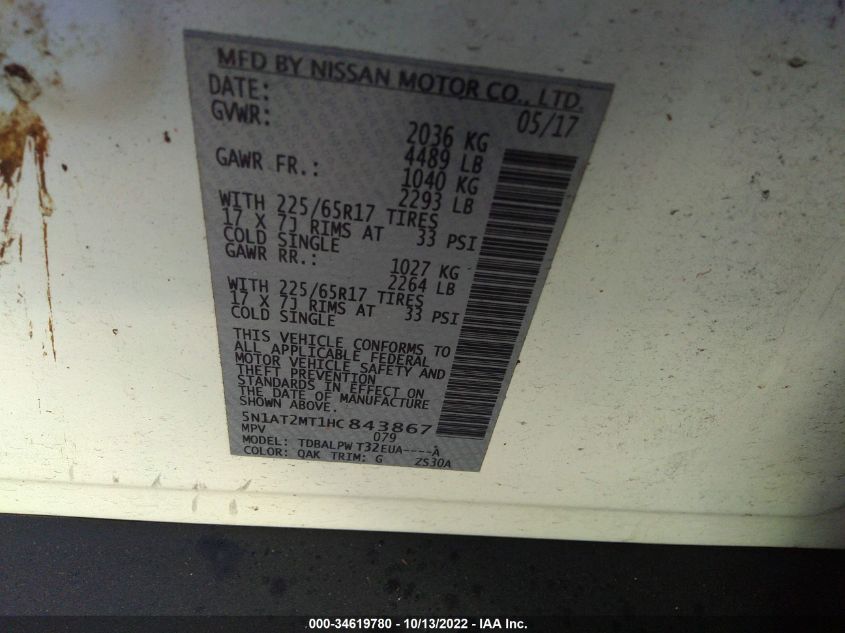 MFD BY NISSAN MOTOR CO., LTD.
DATE: 05/17
GVWR: 2036 KG
4489 LB
GAWR FR.: 1040 KG
2293 LB
WITH 225/65R17 TIRES
17 X 7J RIMS AT 33 PSI
COLD SINGLE
GAWR RR.: 1027 KG
2264 LB
WITH 225/65R17 TIRES
17 X 7J RIMS AT 33 PSI
COLD SINGLE
THIS VEHICLE CONFORMS TO
ALL APPLICABLE FEDERAL
MOTOR VEHICLE SAFETY AND
THEFT PREVENTION
STANDARDS IN EFFECT ON
THE DATE OF MANUFACTURE
SHOWN ABOVE.
5N1AT2MT1HC843867
MPV 079
MODEL: TDBALPW T32EUA----A
COLOR: QAK TRIM: G ZS30A
000-34619780 - 10/13/2022 - IAA Inc.